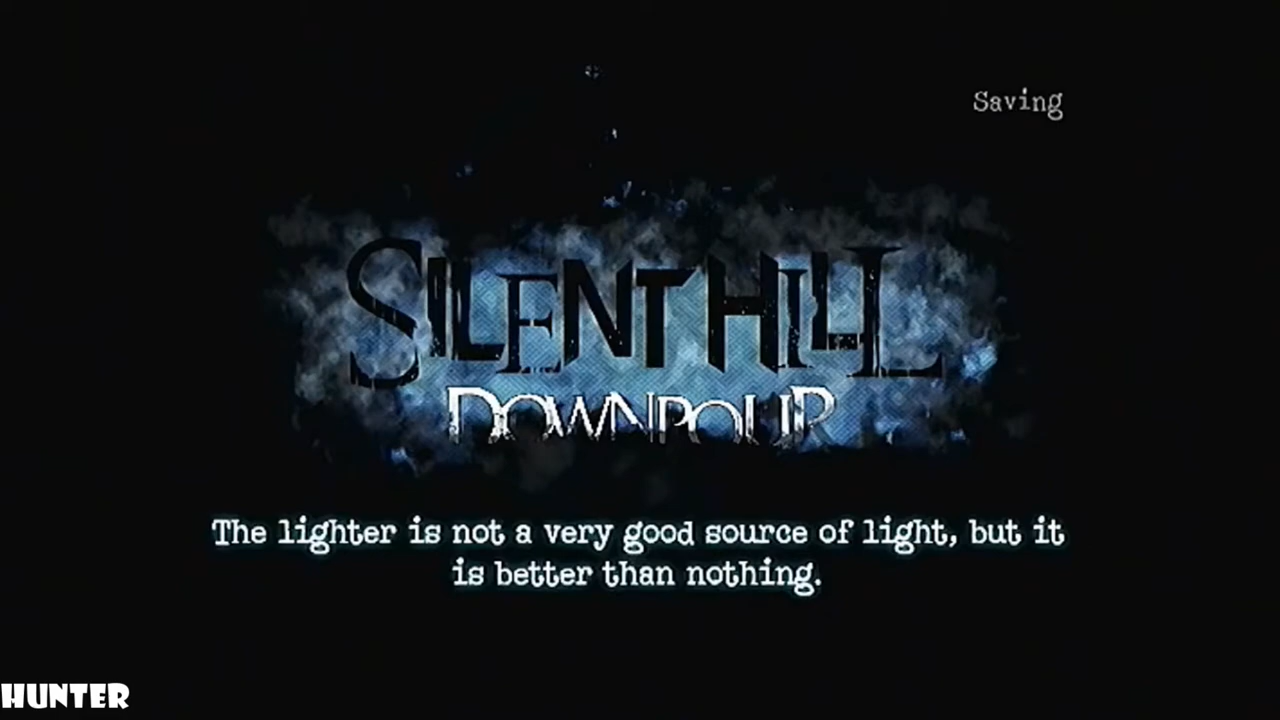 Saving
SILENT HILL
DOWNPOUR
The lighter is not a very good source of light, but it
is better than nothing.
HUNTER